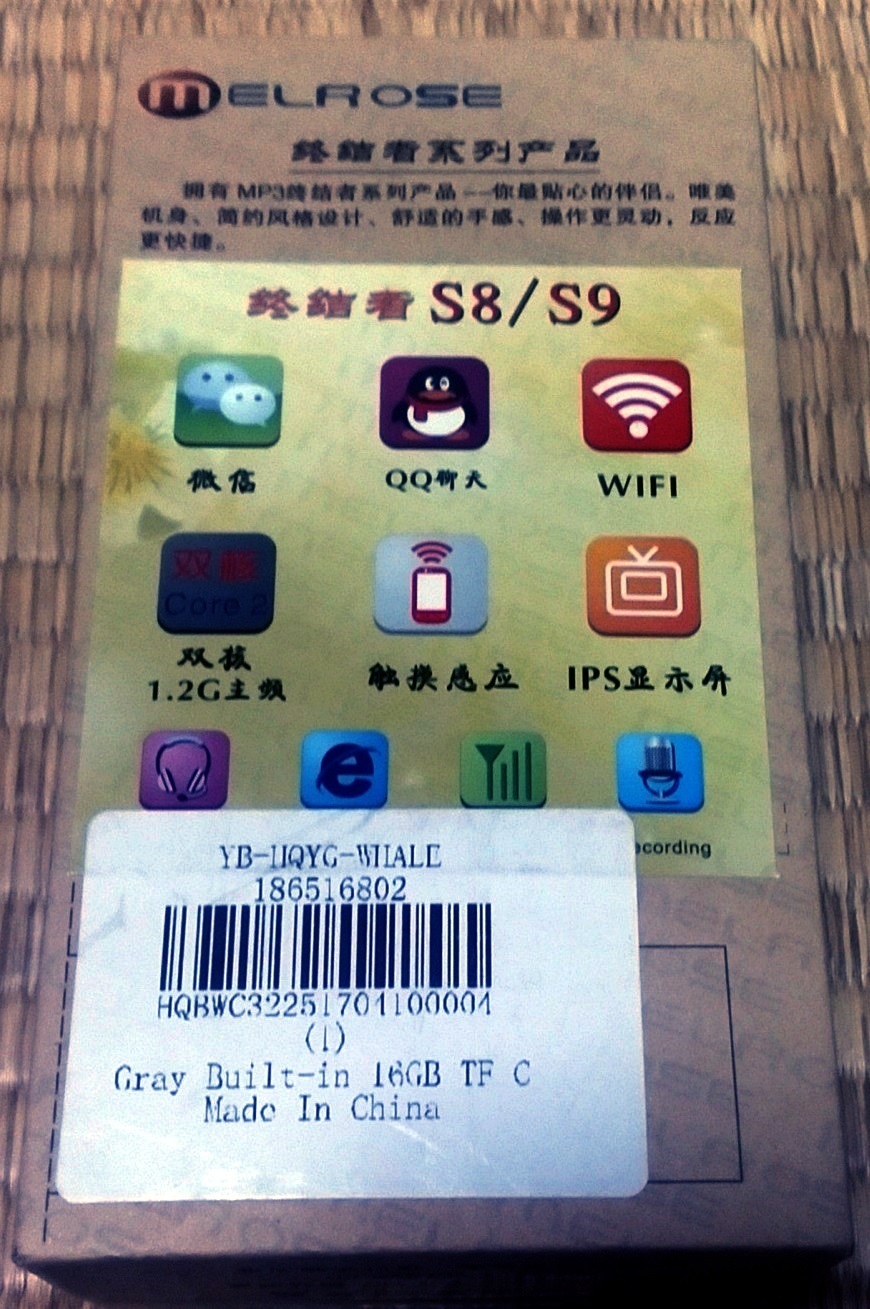 MELROSE
终结者系列产品
拥有MP3终结者系列产品--你最贴心的伴侣。唯美
机身、简约风格设计、舒适的手感、操作更灵动，反应
更快捷。
终结者 S8/S9
微信
QQ聊天
WIFI
双核
Core 2
双核
1.2G主频
触摸感应
IPS显示屏
ecording
YB-HQYG-WHALE
186516802
HQBWC32251701100004
(1)
Gray Built-in 16GB TF C
Made In China